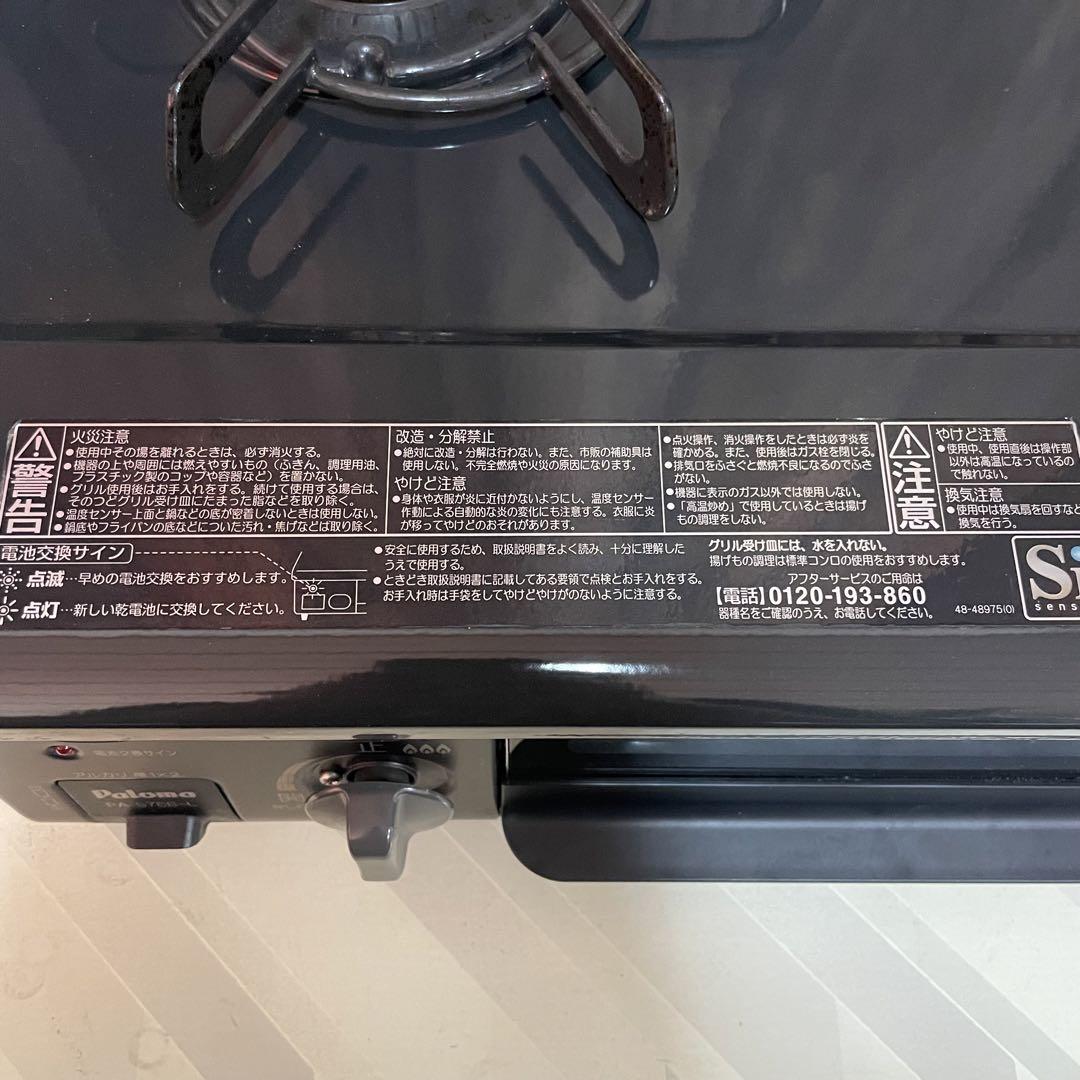 警告
火災注意
●使用中その場を離れるときは、必ず消火する。
●機器の上や周囲には燃えやすいもの（ふきん、調理用油、
プラスチック製のコップや容器など）を置かない。
●グリル使用後はお手入れをする。続けて使用する場合は、
そのつどグリル受け皿にたまった脂などを取り除く。
●温度センサー上面と鍋などの底が密着しないときは使用しない。
●鍋底やフライパンの底などについた汚れ・焦げなどは取り除く。
改造・分解禁止
●絶対に改造・分解は行わない。また、市販の補助具は
使用しない。不完全燃焼や火災の原因になります。
やけど注意
●身体や衣服が炎に近付かないようにし、温度センサー
作動による自動的な炎の変化にも注意する。衣服に炎
が移ってやけどのおそれがあります。
●点火操作、消火操作をしたときは必ず炎を
確かめる。また、使用後はガス栓を閉じる。
●排気口をふさぐと燃焼不良になるのでふさ
がない。
●機器に表示のガス以外では使用しない。
●「高温炒め」で使用しているときは揚げ
もの調理をしない。
注意
やけど注意
●使用中、使用直後は操作部
以外は高温になっているの
で触れない。
換気注意
●使用中は換気扇を回すなど
換気を行う。
電池交換サイン
点滅…早めの電池交換をおすすめします。
点灯…新しい乾電池に交換してください。
●安全に使用するため、取扱説明書をよく読み、十分に理解した
うえで使用する。
●ときどき取扱説明書に記載してある要領で点検とお手入れをする。
お手入れ時は手袋をしてやけどやけがのないように注意する。
グリル受け皿には、水を入れない。
揚げもの調理は標準コンロの使用をおすすめします。
アフターサービスのご用命は
【電話】0120-193-860
器種名をご確認のうえ、お電話してください。
48-48975(0)
Si
sens
電池交換サイン
止
アルカリ単1×2
Paloma